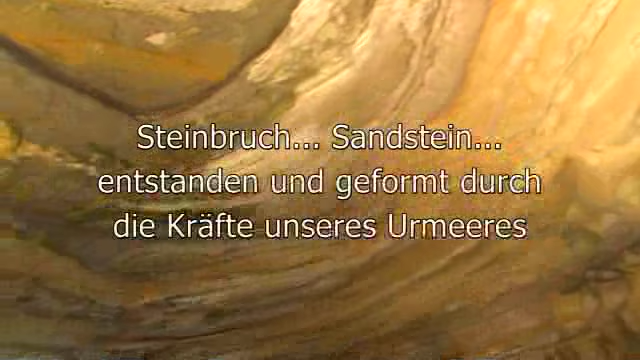 Steinbruch... Sandstein...
entstanden und geformt durch
die Kräfte unseres Urmeeres